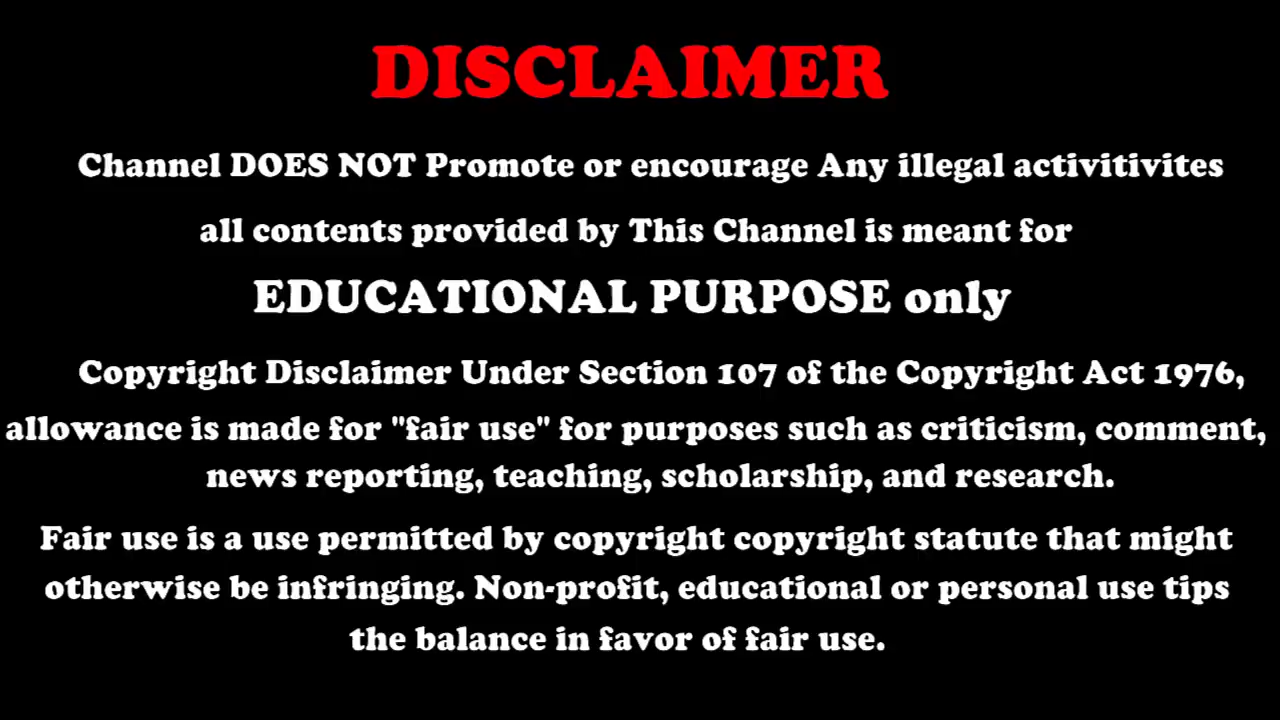 DISCLAIMER
Channel DOES NOT Promote or encourage Any illegal activitivites
all contents provided by This Channel is meant for
EDUCATIONAL PURPOSE only
Copyright Disclaimer Under Section 107 of the Copyright Act 1976,
allowance is made for "fair use" for purposes such as criticism, comment,
news reporting, teaching, scholarship, and research.
Fair use is a use permitted by copyright copyright statute that might
otherwise be infringing. Non-profit, educational or personal use tips
the balance in favor of fair use.